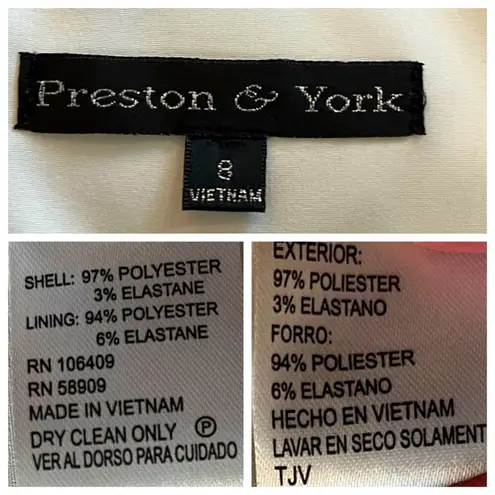 Preston & York
8
VIETNAM
SHELL: 97% POLYESTER
3% ELASTANE
LINING: 94% POLYESTER
6% ELASTANE
RN 106409
RN 58909
MADE IN VIETNAM
DRY CLEAN ONLY Ⓟ
VER AL DORSO PARA CUIDADO
EXTERIOR:
97% POLIESTER
3% ELASTANO
FORRO:
94% POLIESTER
6% ELASTANO
HECHO EN VIETNAM
LAVAR EN SECO SOLAMENT
TJV